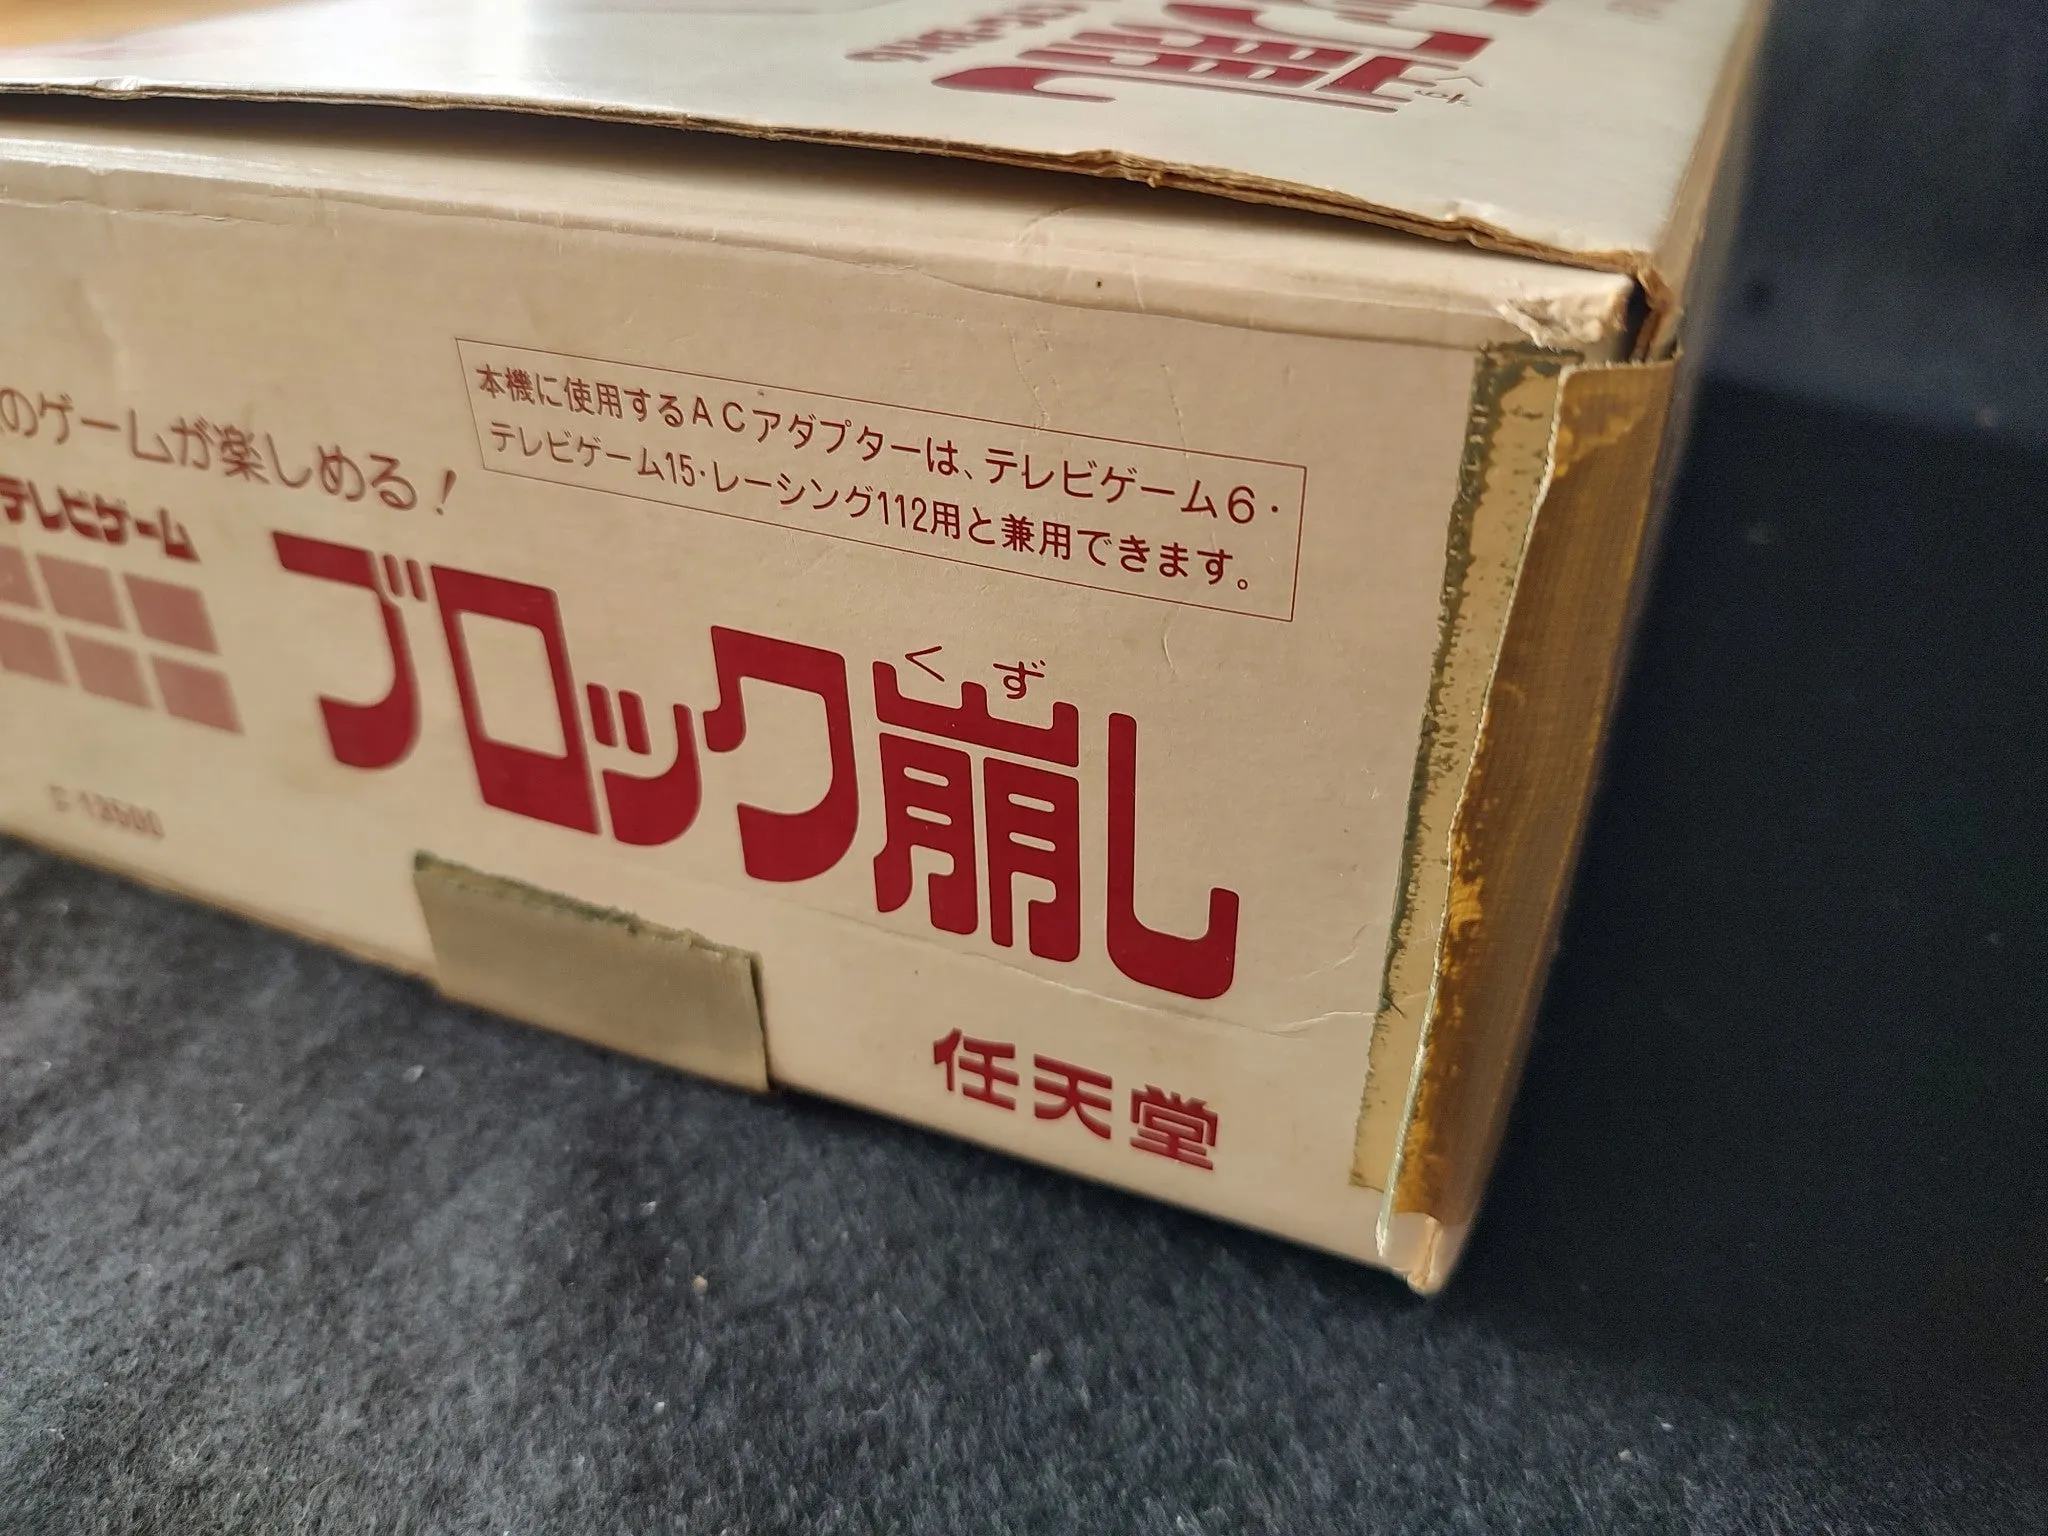 本機に使用するACアダプターは、テレビゲーム6・
テレビゲーム15・レーシング112用と兼用できます。
のゲームが楽しめる!
テレビゲーム
くず
ブロック崩し
任天堂